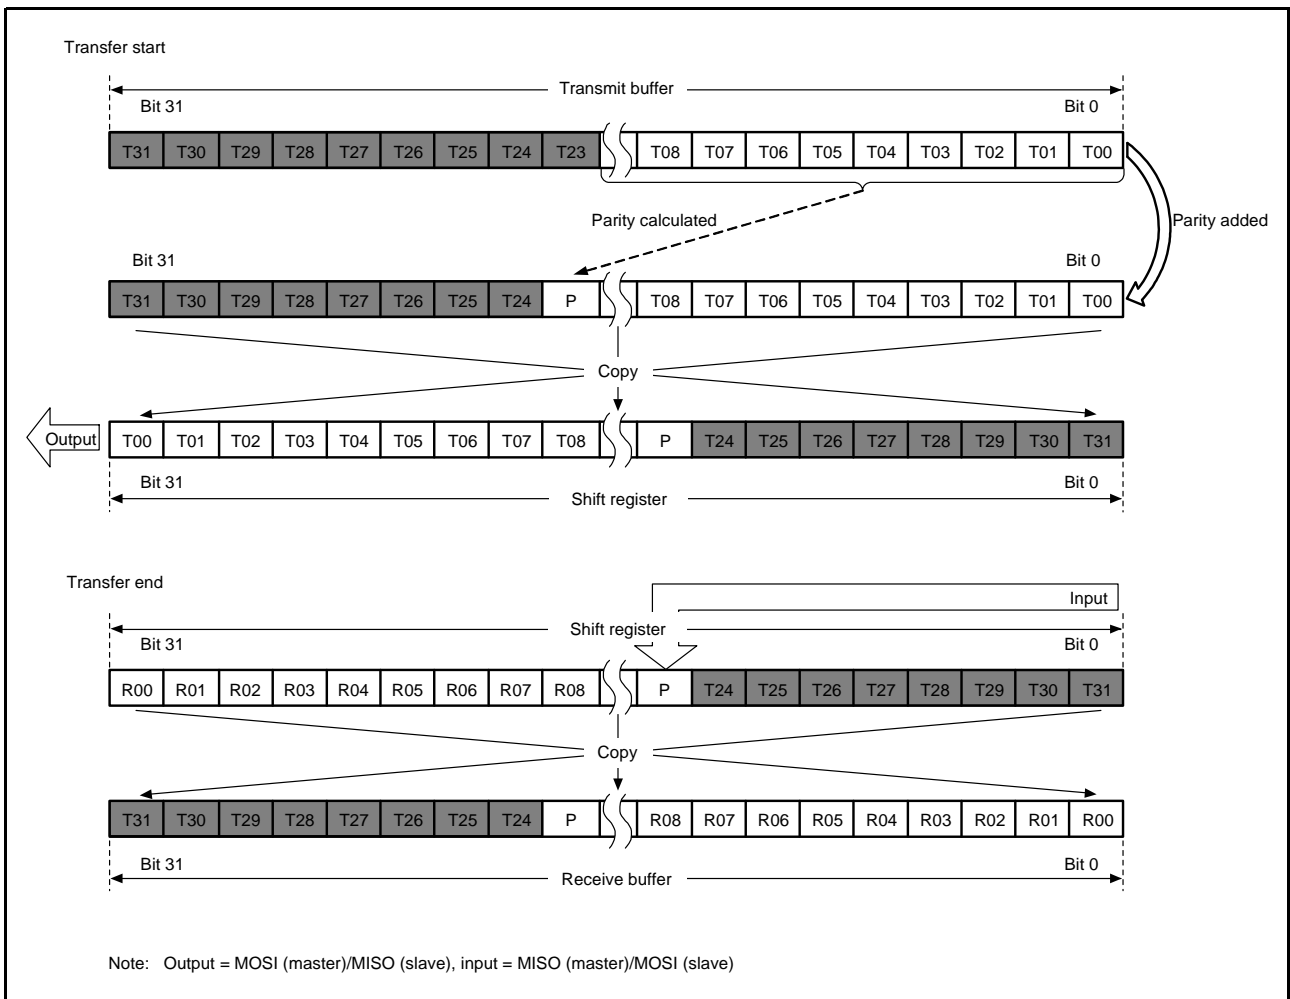 Transfer start
Transmit buffer
Bit 31 Bit 0
T31 T30 T29 T28 T27 T26 T25 T24 T23 T08 T07 T06 T05 T04 T03 T02 T01 T00
Parity calculated Parity added
Bit 31 Bit 0
T31 T30 T29 T28 T27 T26 T25 T24 P T08 T07 T06 T05 T04 T03 T02 T01 T00
Copy
Output T00 T01 T02 T03 T04 T05 T06 T07 T08 P T24 T25 T26 T27 T28 T29 T30 T31
Bit 31 Bit 0
Shift register
Transfer end
Input
Shift register
Bit 31 Bit 0
R00 R01 R02 R03 R04 R05 R06 R07 R08 P T24 T25 T26 T27 T28 T29 T30 T31
Copy
T31 T30 T29 T28 T27 T26 T25 T24 P R08 R07 R06 R05 R04 R03 R02 R01 R00
Bit 31 Bit 0
Receive buffer
Note: Output = MOSI (master)/MISO (slave), input = MISO (master)/MOSI (slave)